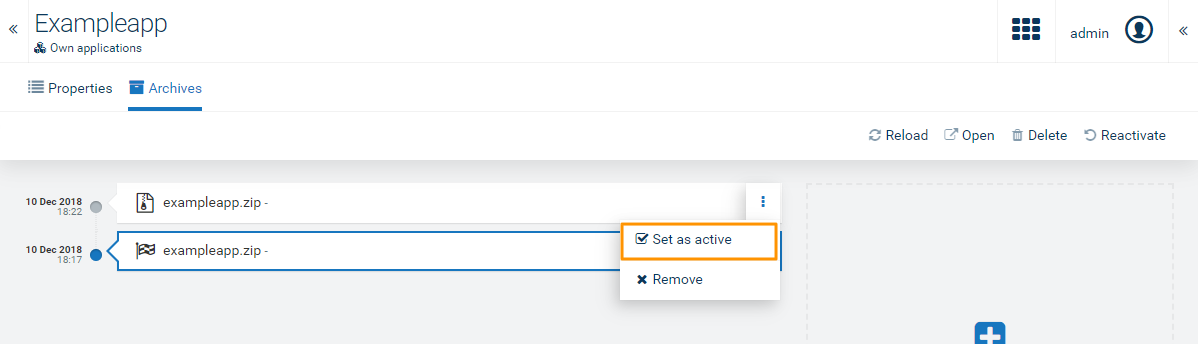 Exampleapp
Own applications
admin
Properties
Archives
Reload
Open
Delete
Reactivate
10 Dec 2018
18:22
exampleapp.zip -
10 Dec 2018
18:17
exampleapp.zip -
Set as active
Remove